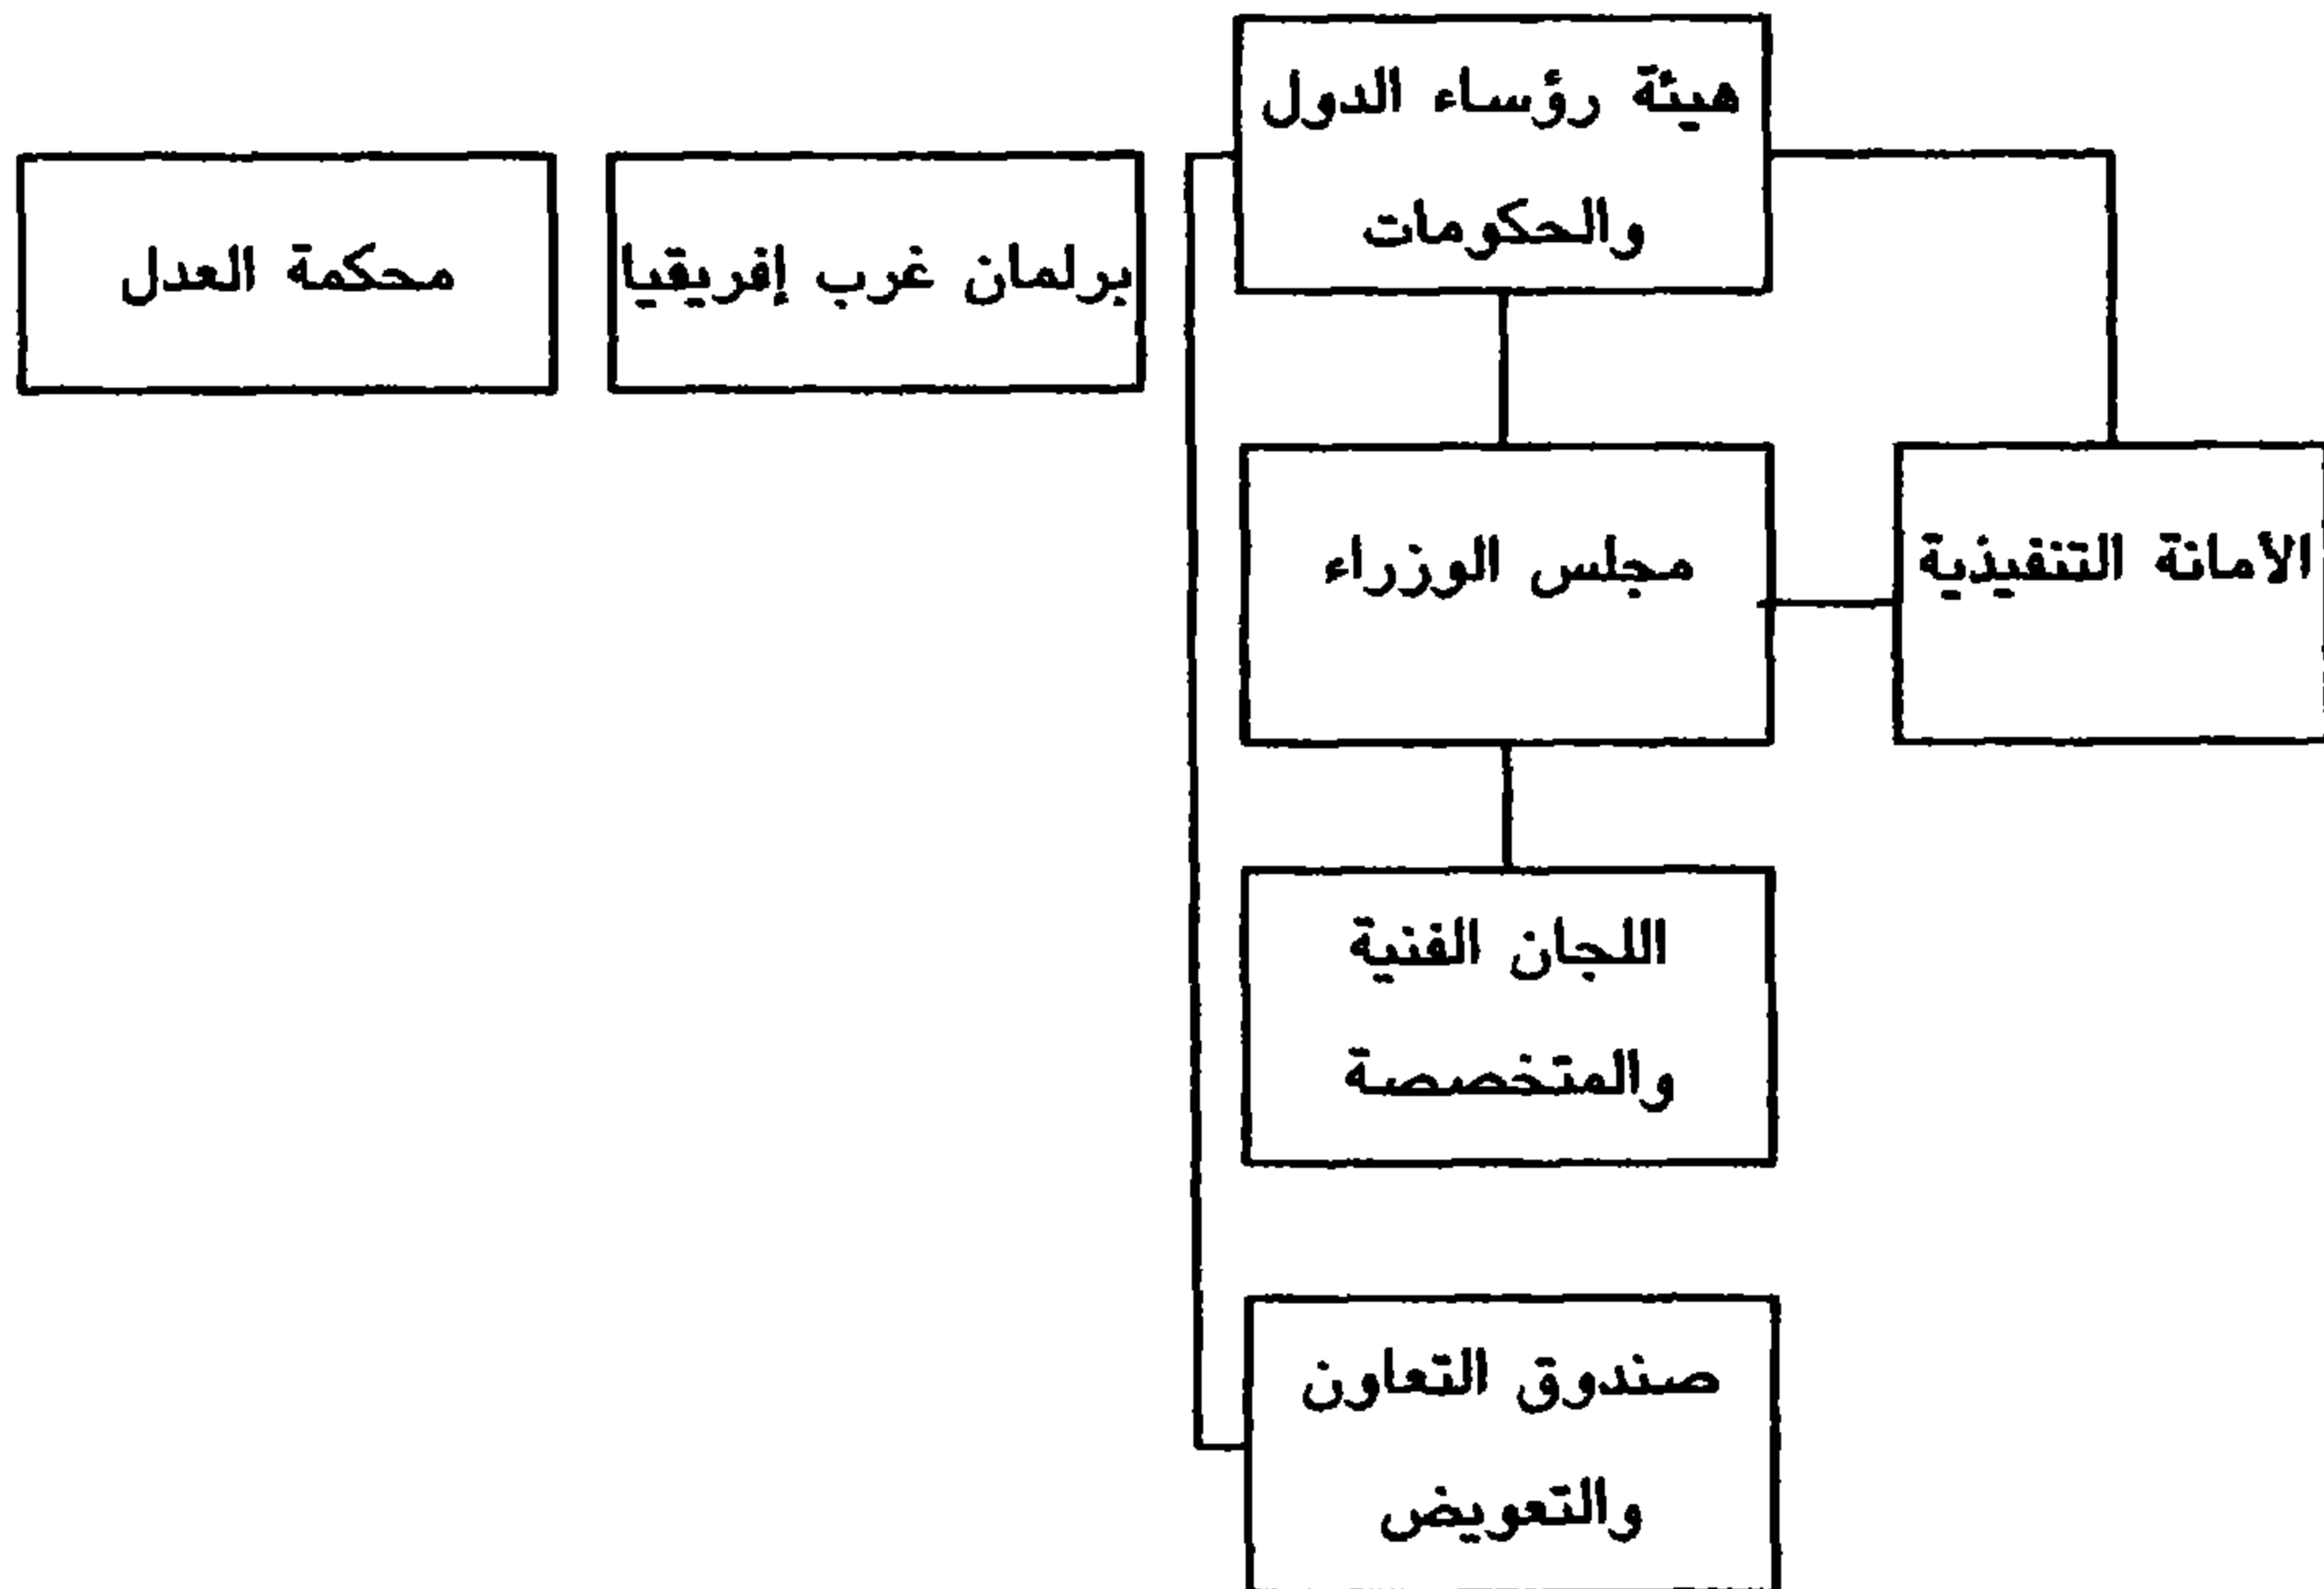 هيئة رؤساء الدول
والحكومات
برلمان غرب إفريقيا
محكمة العدل
الأمانة التنفيذية
مجلس الوزراء
اللجان الفنية
والمتخصصة
صندوق التعاون
والتعويض